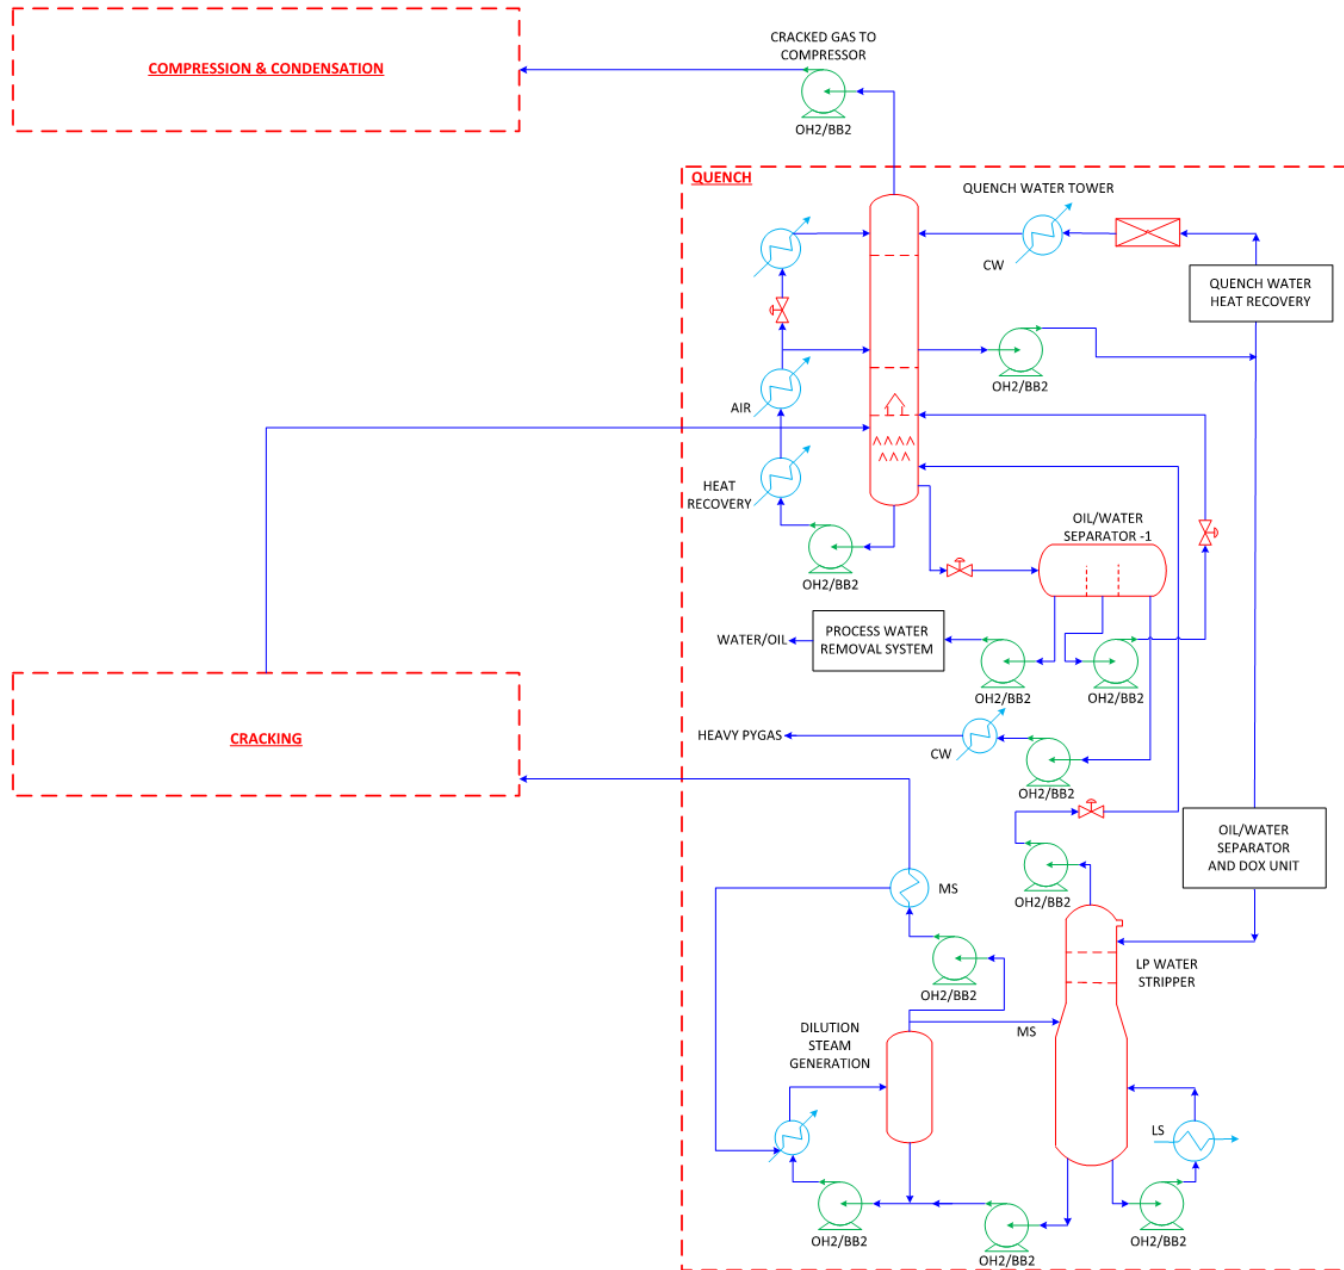 CRACKED GAS TO
COMPRESSOR
COMPRESSION & CONDENSATION
OH2/BB2
QUENCH
QUENCH WATER TOWER
CW
QUENCH WATER
HEAT RECOVERY
OH2/BB2
AIR
HEAT
RECOVERY
OIL/WATER
SEPARATOR -1
OH2/BB2
WATER/OIL
PROCESS WATER
REMOVAL SYSTEM
OH2/BB2
OH2/BB2
CRACKING
HEAVY PYGAS
CW
OH2/BB2
OIL/WATER
SEPARATOR
AND DOX UNIT
OH2/BB2
MS
LP WATER
STRIPPER
OH2/BB2
DILUTION
STEAM
GENERATION
MS
LS
OH2/BB2
OH2/BB2
OH2/BB2